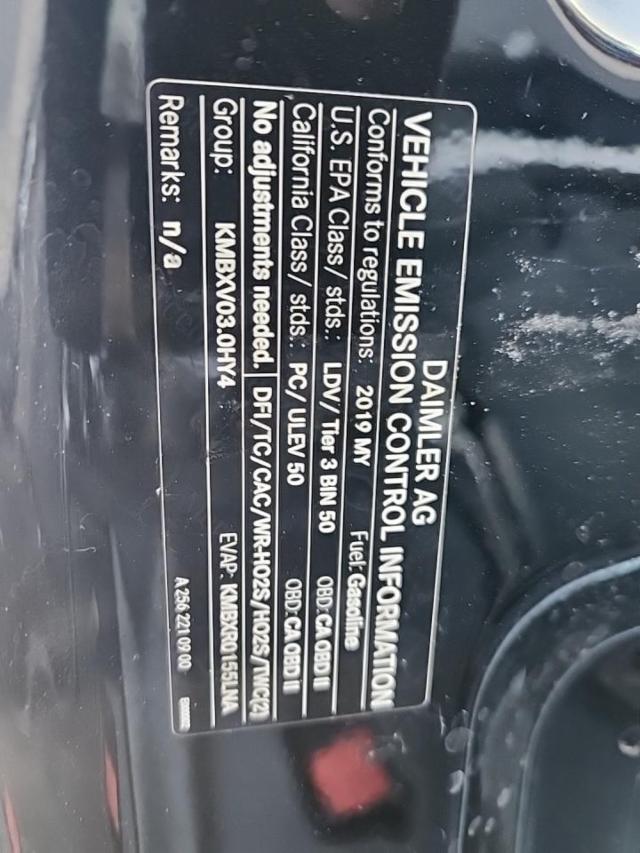 DAIMLER AG
VEHICLE EMISSION CONTROL INFORMATION
Conforms to regulations: 2019 MY Fuel: Gasoline
U.S. EPA Class/ stds.: LDV/ Tier 3 BIN 50 OBD: CA OBD II
California Class/ stds.: PC/ ULEV 50 OBD: CA OBD II
No adjustments needed. DFI/TC/CAC/WR-HO2S/HO2S/TWC(2)
Group: KMBXV03.0HY4 EVAP: KMBXR0155LNA
Remarks: n/a
A 256 221 09 00